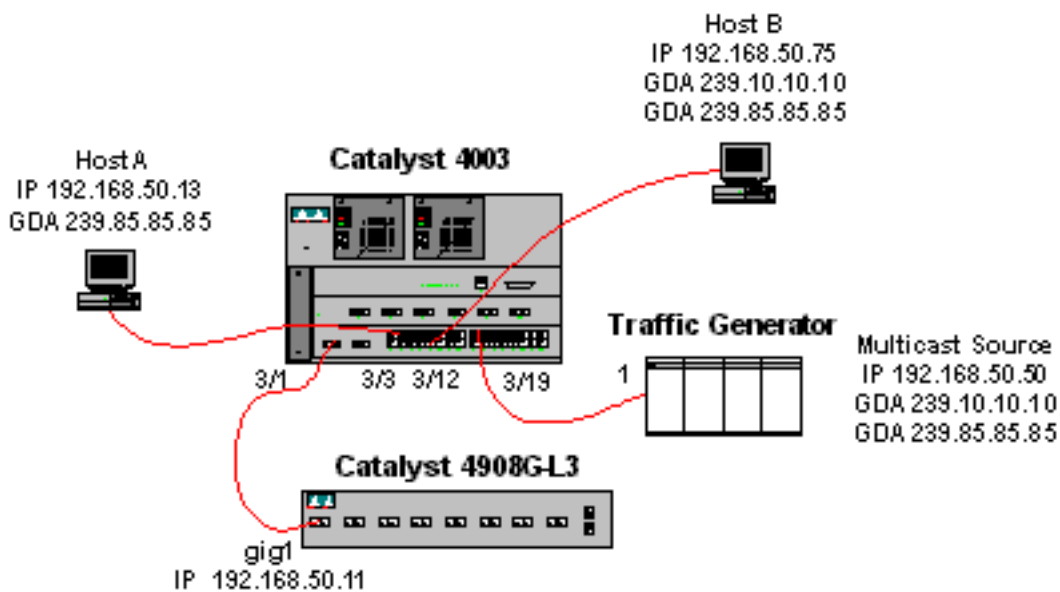 Host B
IP 192.168.50.75
GDA 239.10.10.10
GDA 239.85.85.85
Host A
IP 192.168.50.13
GDA 239.85.85.85
Catalyst 4003
Traffic Generator
Multicast Source
IP 192.168.50.50
GDA 239.10.10.10
GDA 239.85.85.85
1
3/1
3/3
3/12
3/19
Catalyst 4908G-L3
gig1
IP 192.168.50.11